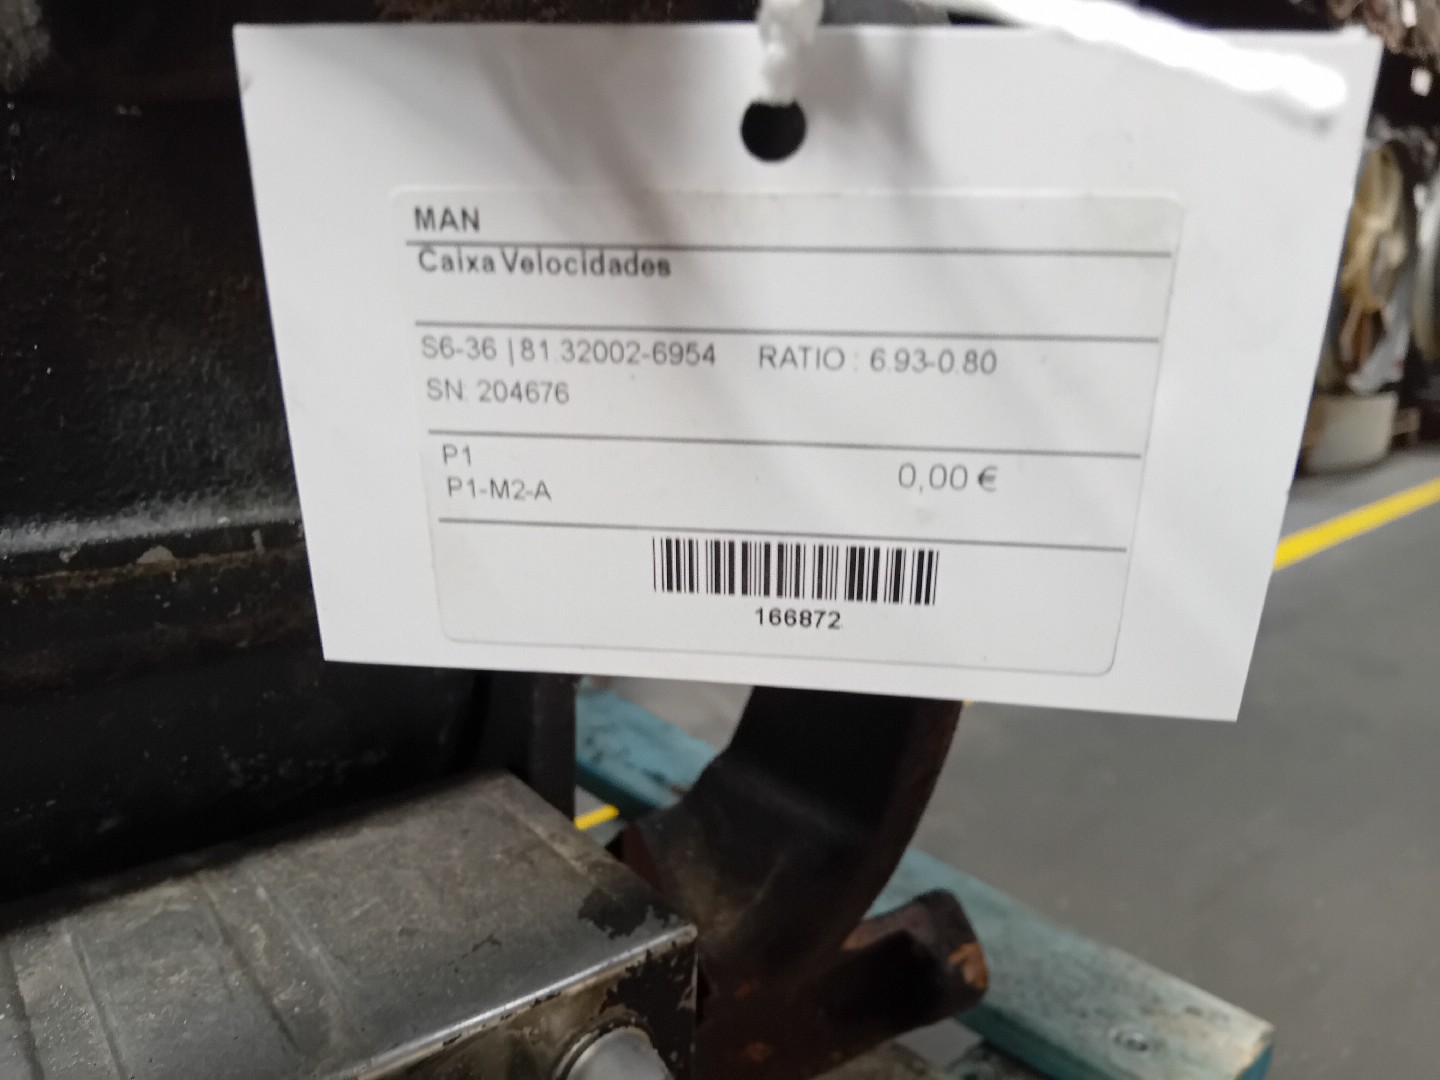 MAN
Caixa Velocidades
S6-36 | 81.32002-6954 RATIO : 6.93-0.80
SN: 204676
P1
0,00 €
P1-M2-A
166872